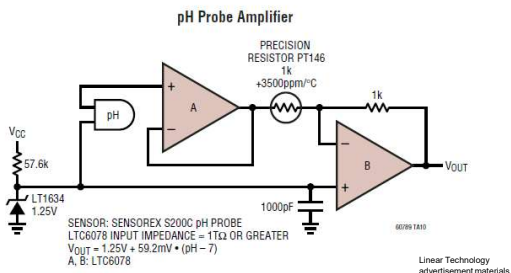 pH Probe Amplifier
PRECISION
RESISTOR PT146
1k
+3500ppm/°C
1k
+
A
–
pH
VCC
57.6k
LT1634
1.25V
–
B
+
VOUT
1000pF
60789 TA10
SENSOR: SENSOREX S200C pH PROBE
LTC6078 INPUT IMPEDANCE = 1TΩ OR GREATER
VOUT = 1.25V + 59.2mV • (pH – 7)
A, B: LTC6078
Linear Technology
advertisement materials